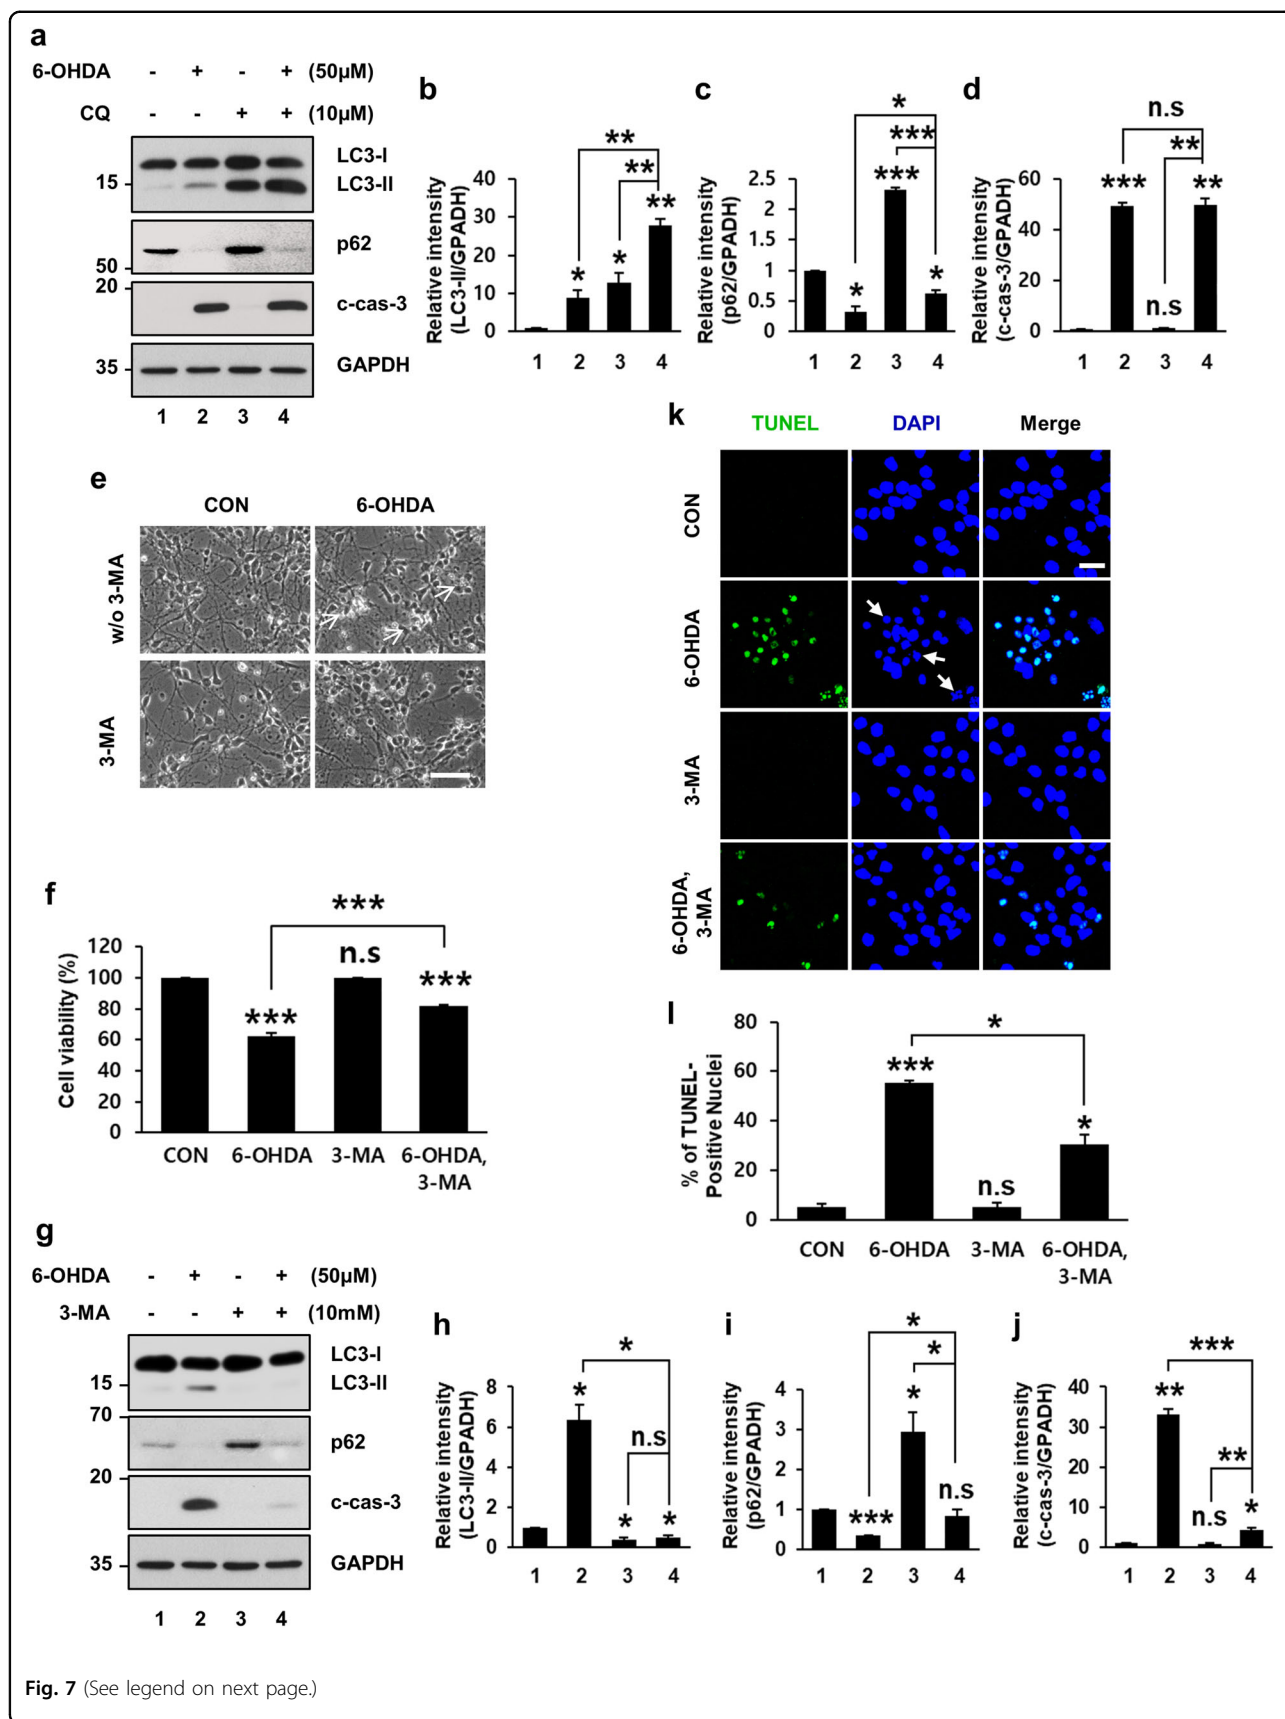 a
6-OHDA - + - + (50µM)
CQ - - + + (10µM)
LC3-I
15 LC3-II
p62
50
20
c-cas-3
35 GAPDH
1 2 3 4
b
Relative intensity
(LC3-II/GPADH)
40
30
20
10
0
**
**
* * **
1 2 3 4
c
Relative intensity
(p62/GPADH)
2.5
2
1.5
1
0.5
0
*
***
* *** *
1 2 3 4
d
Relative intensity
(c-cas-3/GPADH)
60
40
20
0
n.s
**
*** n.s **
1 2 3 4
e
CON 6-OHDA
w/o 3-MA
3-MA
f
Cell viability (%)
120
100
80
60
40
20
0
***
*** n.s ***
CON 6-OHDA 3-MA 6-OHDA,
3-MA
g
6-OHDA - + - + (50µM)
3-MA - - + + (10mM)
LC3-I
15 LC3-II
70
p62
20
c-cas-3
35 GAPDH
1 2 3 4
h
Relative intensity
(LC3-II/GPADH)
8
6
4
2
0
*
n.s
* * *
1 2 3 4
i
Relative intensity
(p62/GPADH)
4
3
2
1
0
*
*
*** * n.s
1 2 3 4
j
Relative intensity
(c-cas-3/GPADH)
40
30
20
10
0
***
**
** n.s *
1 2 3 4
k
TUNEL DAPI Merge
CON
6-OHDA
3-MA
6-OHDA,
3-MA
l
% of TUNEL-
Positive Nuclei
80
60
40
20
0
*
*** n.s *
CON 6-OHDA 3-MA 6-OHDA,
3-MA
Fig. 7 (See legend on next page.)